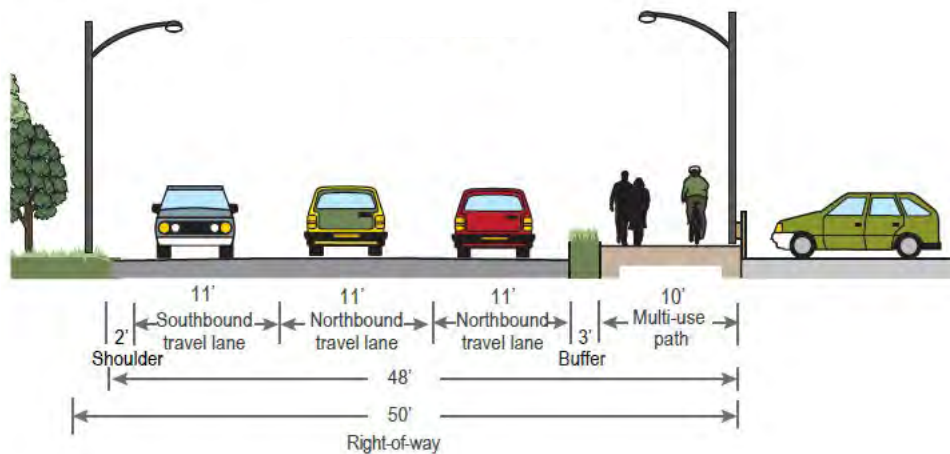 11’ 11’ 11’ 10’
Southbound Northbound Northbound Multi-use
2’ travel lane travel lane travel lane 3’ path
Shoulder Buffer
48’
50’
Right-of-way